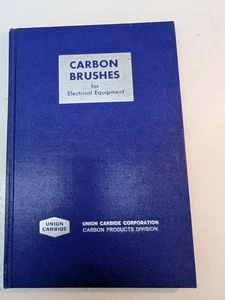 CARBON
BRUSHES
for
Electrical Equipment
UNION
CARBIDE
UNION CARBIDE CORPORATION
CARBON PRODUCTS DIVISION